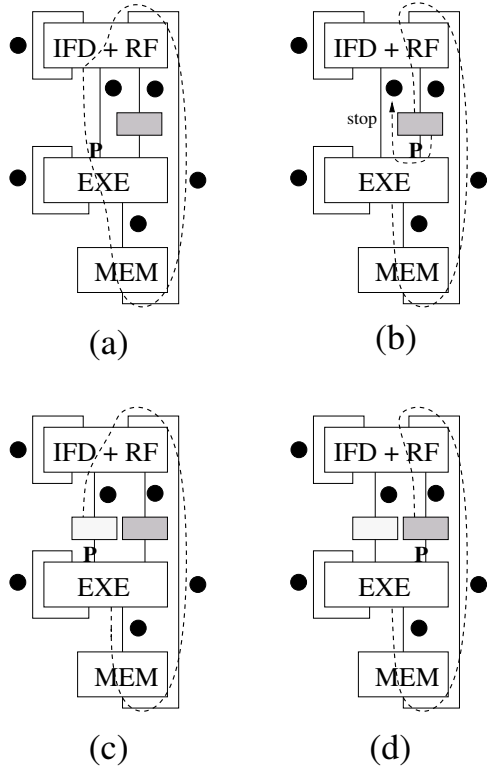 IFD + RF
P
EXE
MEM
(a)
IFD + RF
stop
P
EXE
MEM
(b)
IFD + RF
P
EXE
MEM
(c)
IFD + RF
P
EXE
MEM
(d)